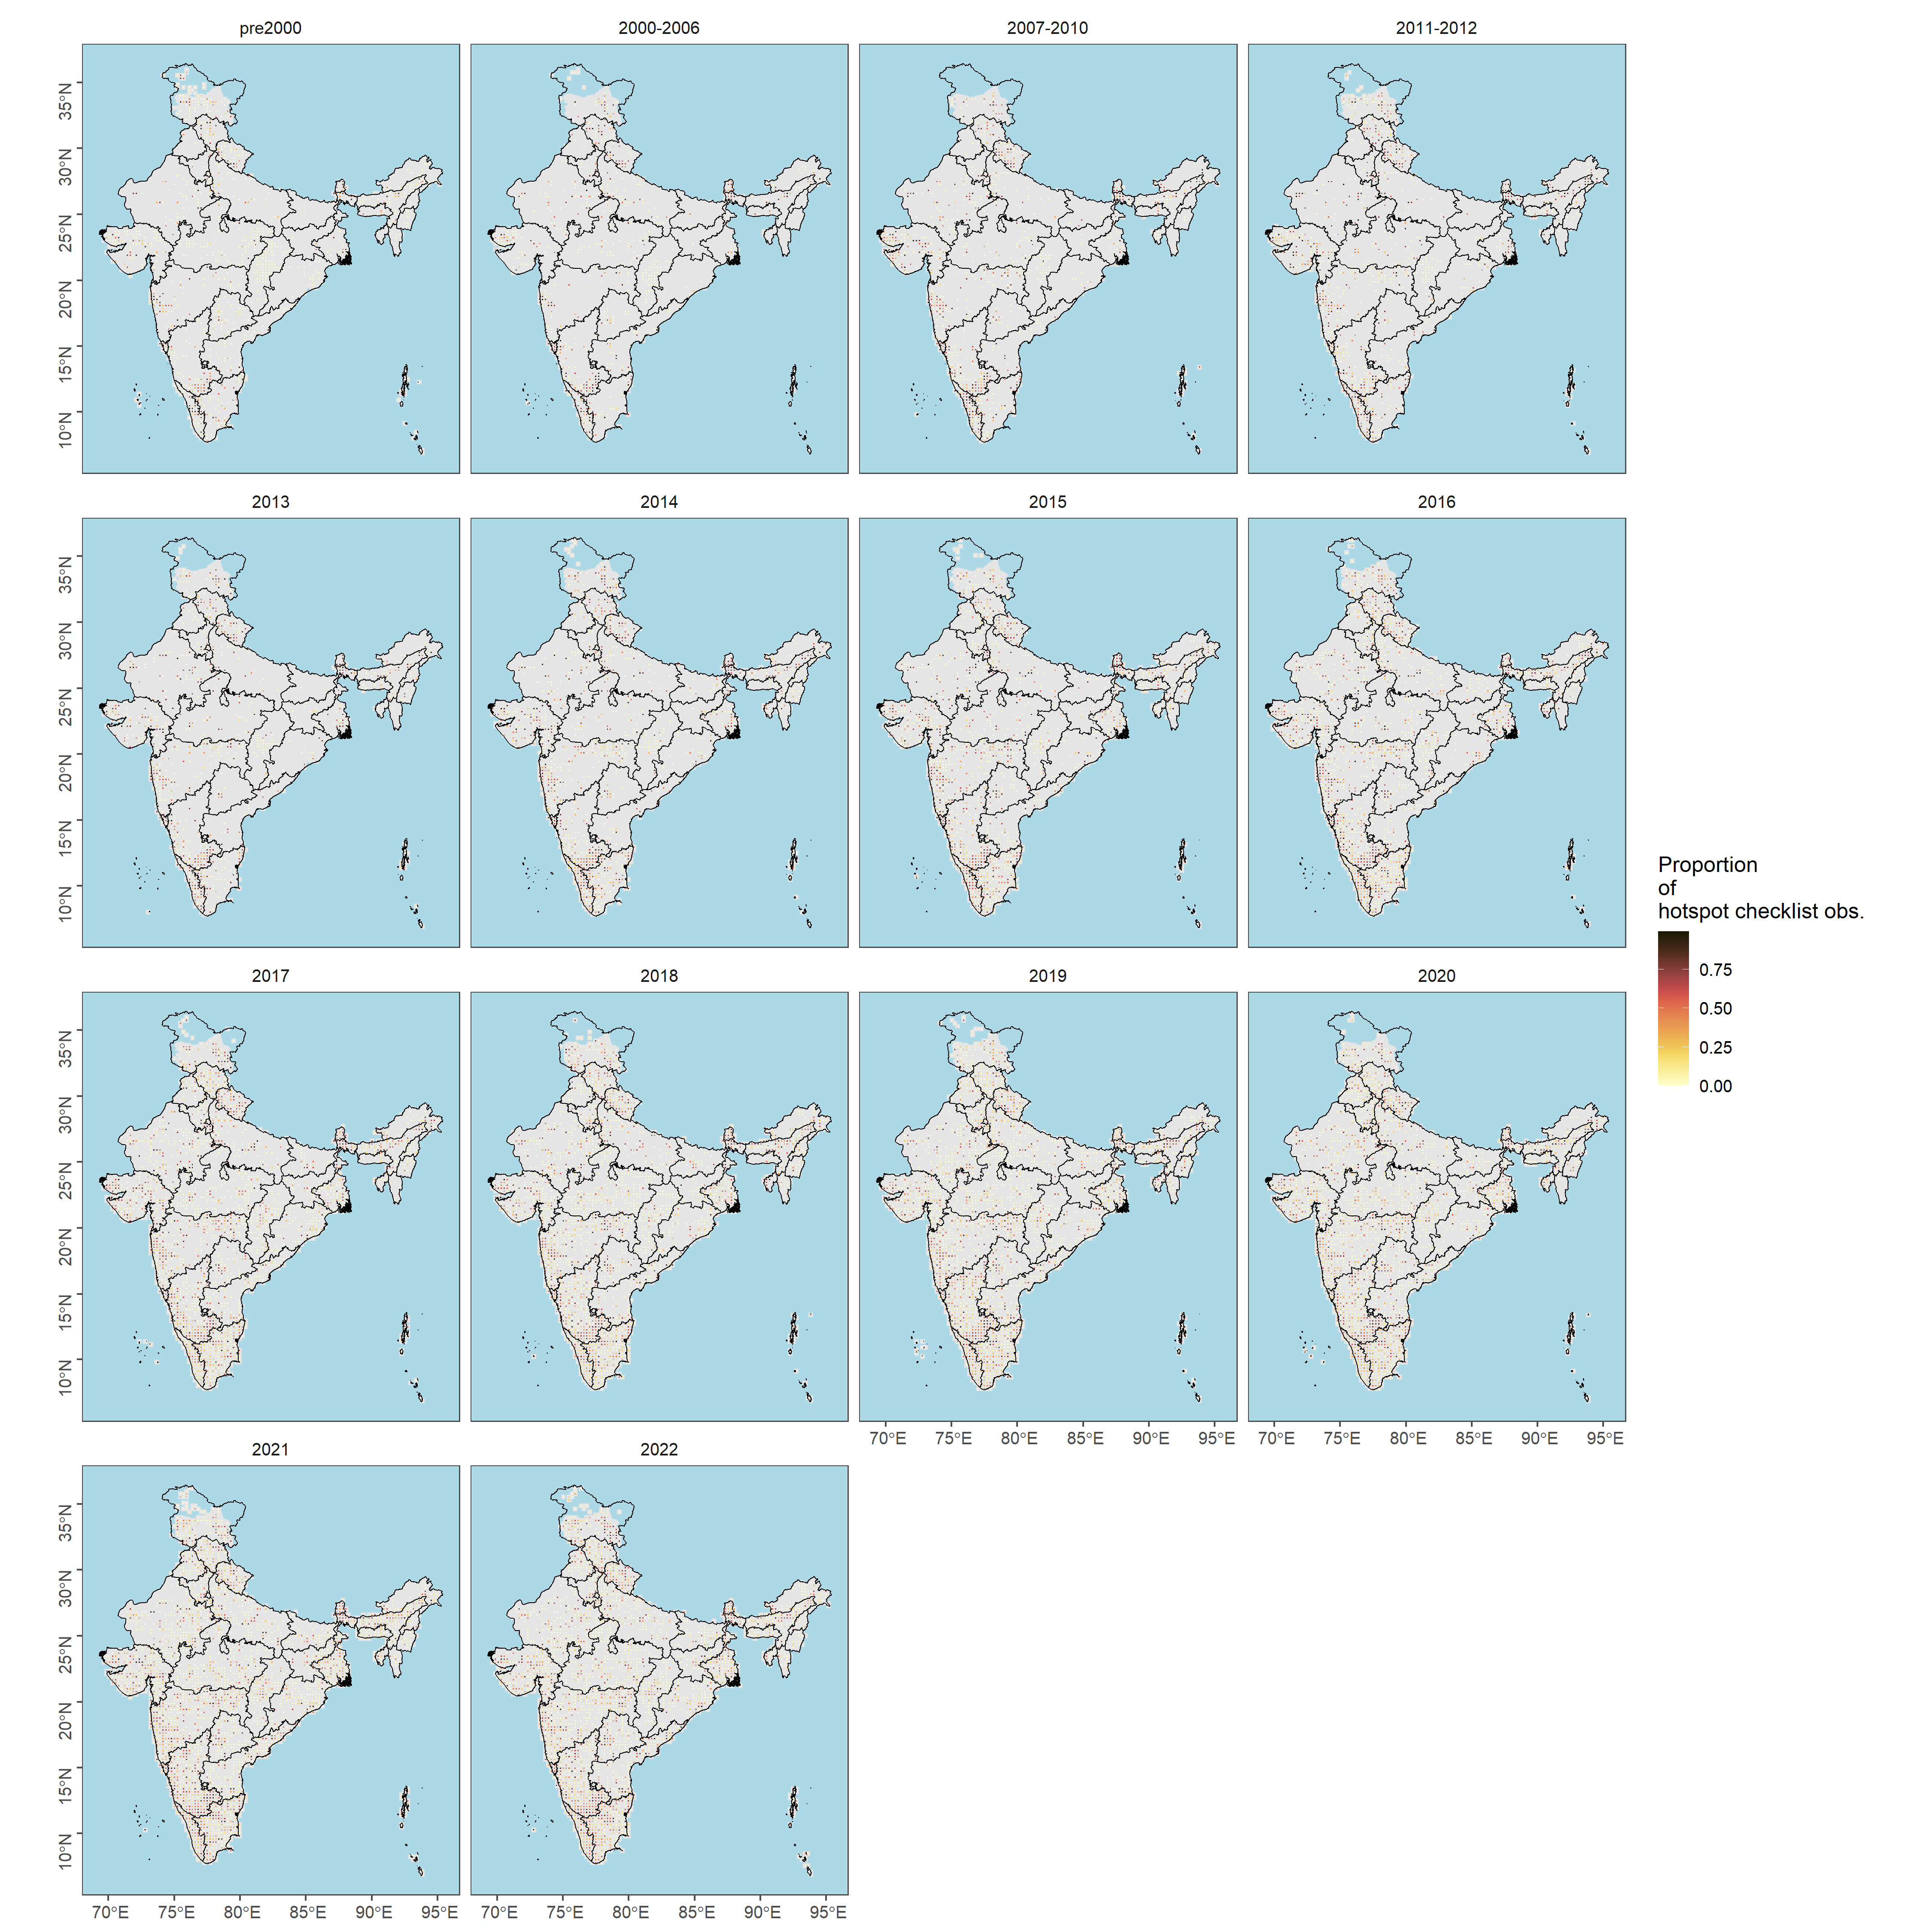 pre2000 2000-2006 2007-2010 2011-2012
35°N
30°N
25°N
20°N
15°N
10°N
2013 2014 2015 2016
35°N
30°N
25°N
20°N
15°N
10°N
Proportion
of
hotspot checklist obs.
0.75
0.50
0.25
0.00
2017 2018 2019 2020
35°N
30°N
25°N
20°N
15°N
10°N
70°E 75°E 80°E 85°E 90°E 95°E 70°E 75°E 80°E 85°E 90°E 95°E
2021 2022
35°N
30°N
25°N
20°N
15°N
10°N
70°E 75°E 80°E 85°E 90°E 95°E 70°E 75°E 80°E 85°E 90°E 95°E